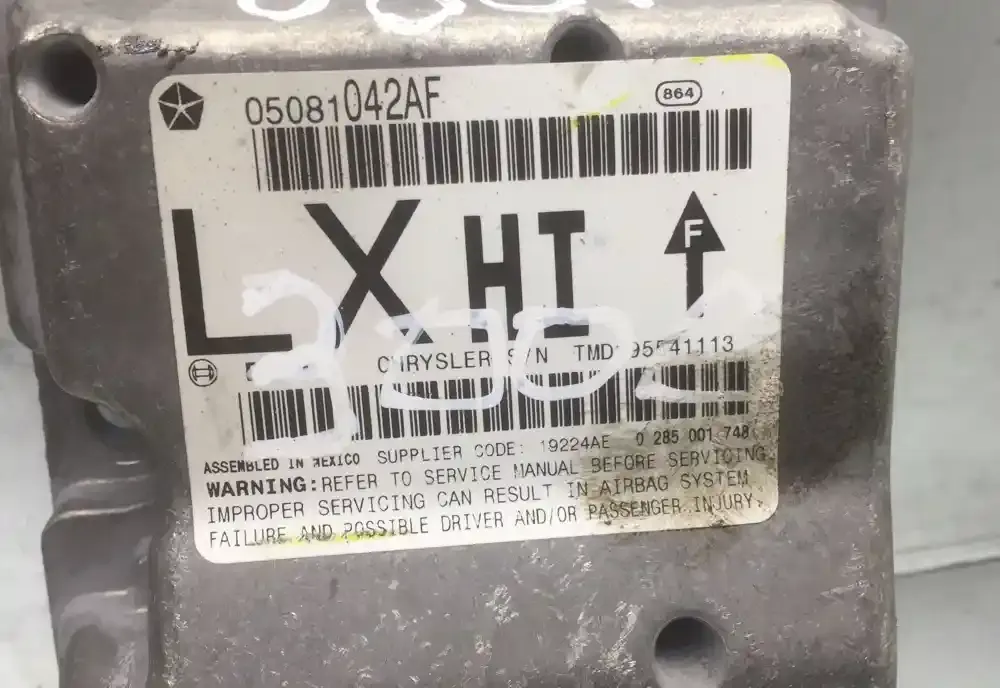 05081042AF
864
LX HI
F
CHRYSLER S/N
ASSEMBLED IN MEXICO SUPPLIER CODE: 19224AE 0 285 001 748
WARNING: REFER TO SERVICE MANUAL BEFORE SERVICING.
IMPROPER SERVICING CAN RESULT IN AIRBAG SYSTEM
FAILURE AND POSSIBLE DRIVER AND/OR PASSENGER INJURY.